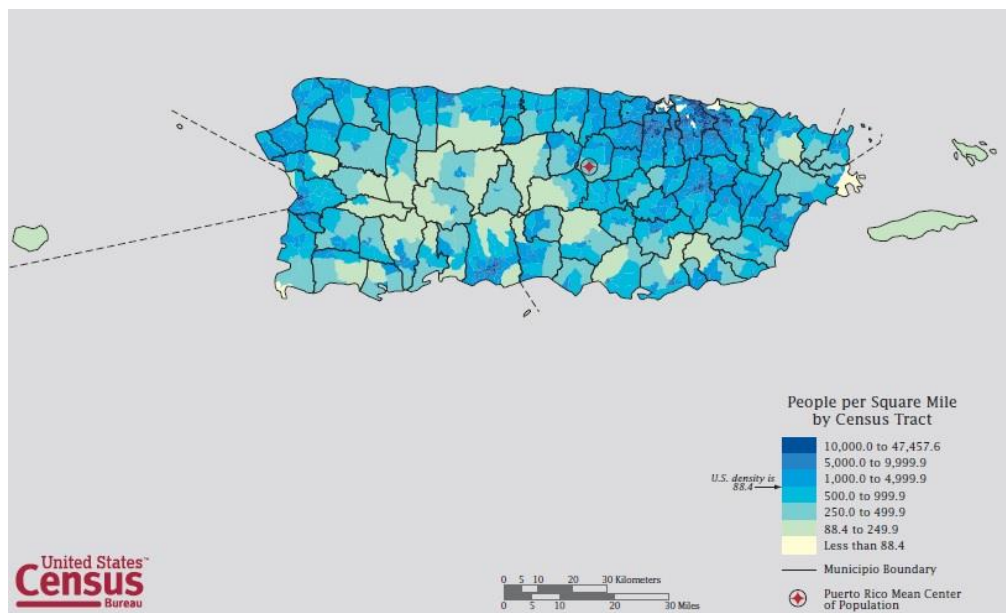 People per Square Mile
by Census Tract
10,000.0 to 47,457.6
5,000.0 to 9,999.9
1,000.0 to 4,999.9
U.S. density is
88.4
500.0 to 999.9
250.0 to 499.9
88.4 to 249.9
Less than 88.4
Municipio Boundary
Puerto Rico Mean Center
of Population
United States™
Census
Bureau
0 5 10 20 30 Kilometers
0 5 10 20 30 Miles